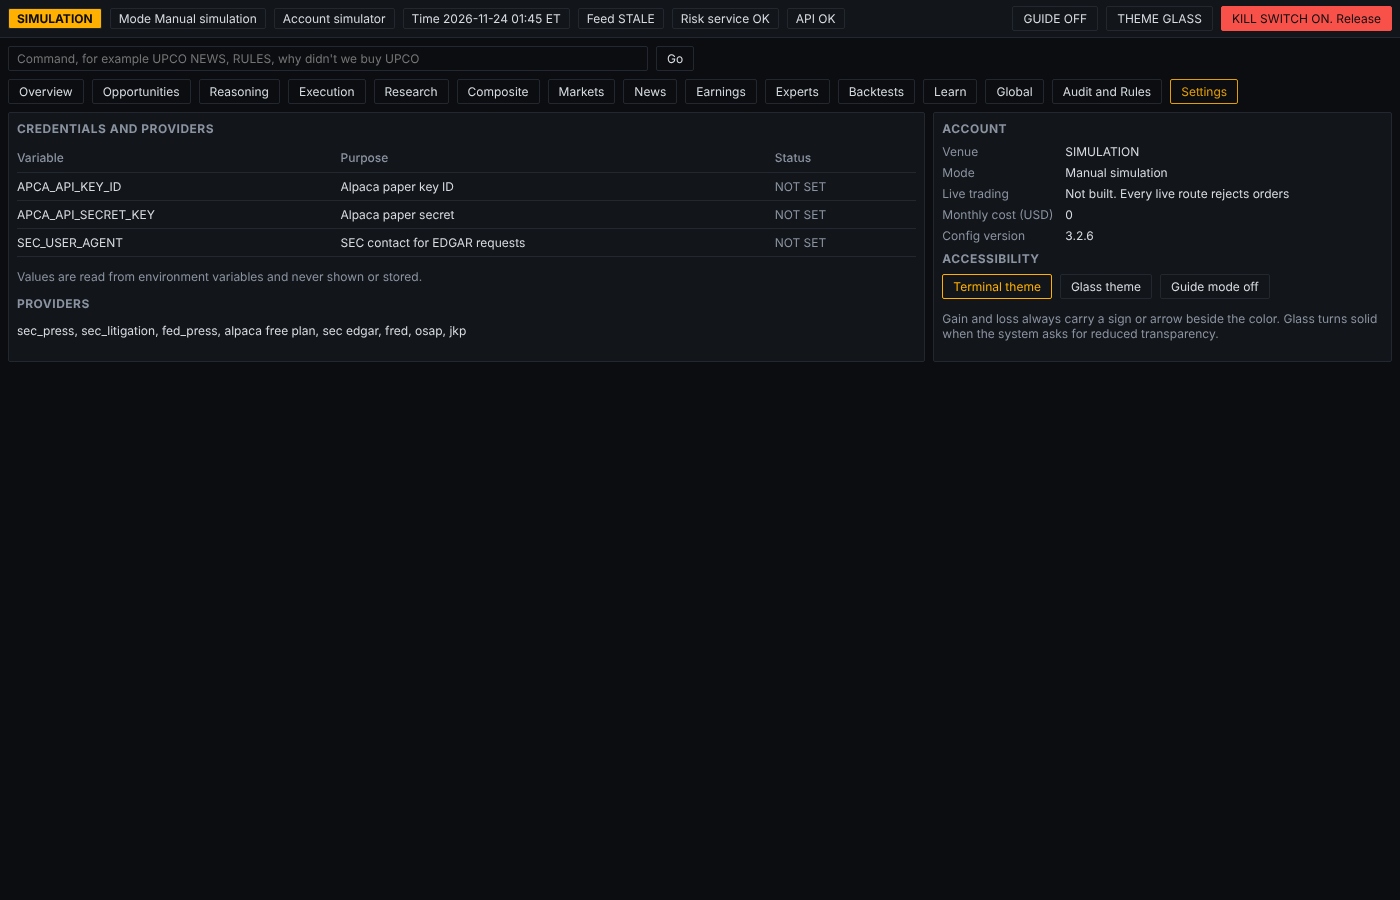 SIMULATION Mode Manual simulation Account simulator Time 2026-11-24 01:45 ET Feed STALE Risk service OK API OK GUIDE OFF THEME GLASS KILL SWITCH ON. Release
Command, for example UPCO NEWS, RULES, why didn't we buy UPCO Go
Overview Opportunities Reasoning Execution Research Composite Markets News Earnings Experts Backtests Learn Global Audit and Rules Settings
CREDENTIALS AND PROVIDERS
Variable Purpose Status
APCA_API_KEY_ID Alpaca paper key ID NOT SET
APCA_API_SECRET_KEY Alpaca paper secret NOT SET
SEC_USER_AGENT SEC contact for EDGAR requests NOT SET
Values are read from environment variables and never shown or stored.
PROVIDERS
sec_press, sec_litigation, fed_press, alpaca free plan, sec edgar, fred, osap, jkp
ACCOUNT
Venue SIMULATION
Mode Manual simulation
Live trading Not built. Every live route rejects orders
Monthly cost (USD) 0
Config version 3.2.6
ACCESSIBILITY
Terminal theme Glass theme Guide mode off
Gain and loss always carry a sign or arrow beside the color. Glass turns solid
when the system asks for reduced transparency.